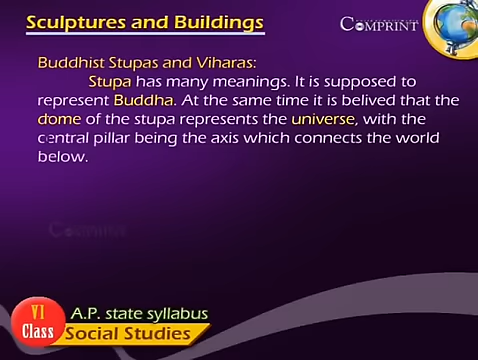 Sculptures and Buildings
COMPRINT
Buddhist Stupas and Viharas:
Stupa has many meanings. It is supposed to
represent Buddha. At the same time it is belived that the
dome of the stupa represents the universe, with the
central pillar being the axis which connects the world
below.
COMPRINT
VI
Class
A.P. state syllabus
Social Studies